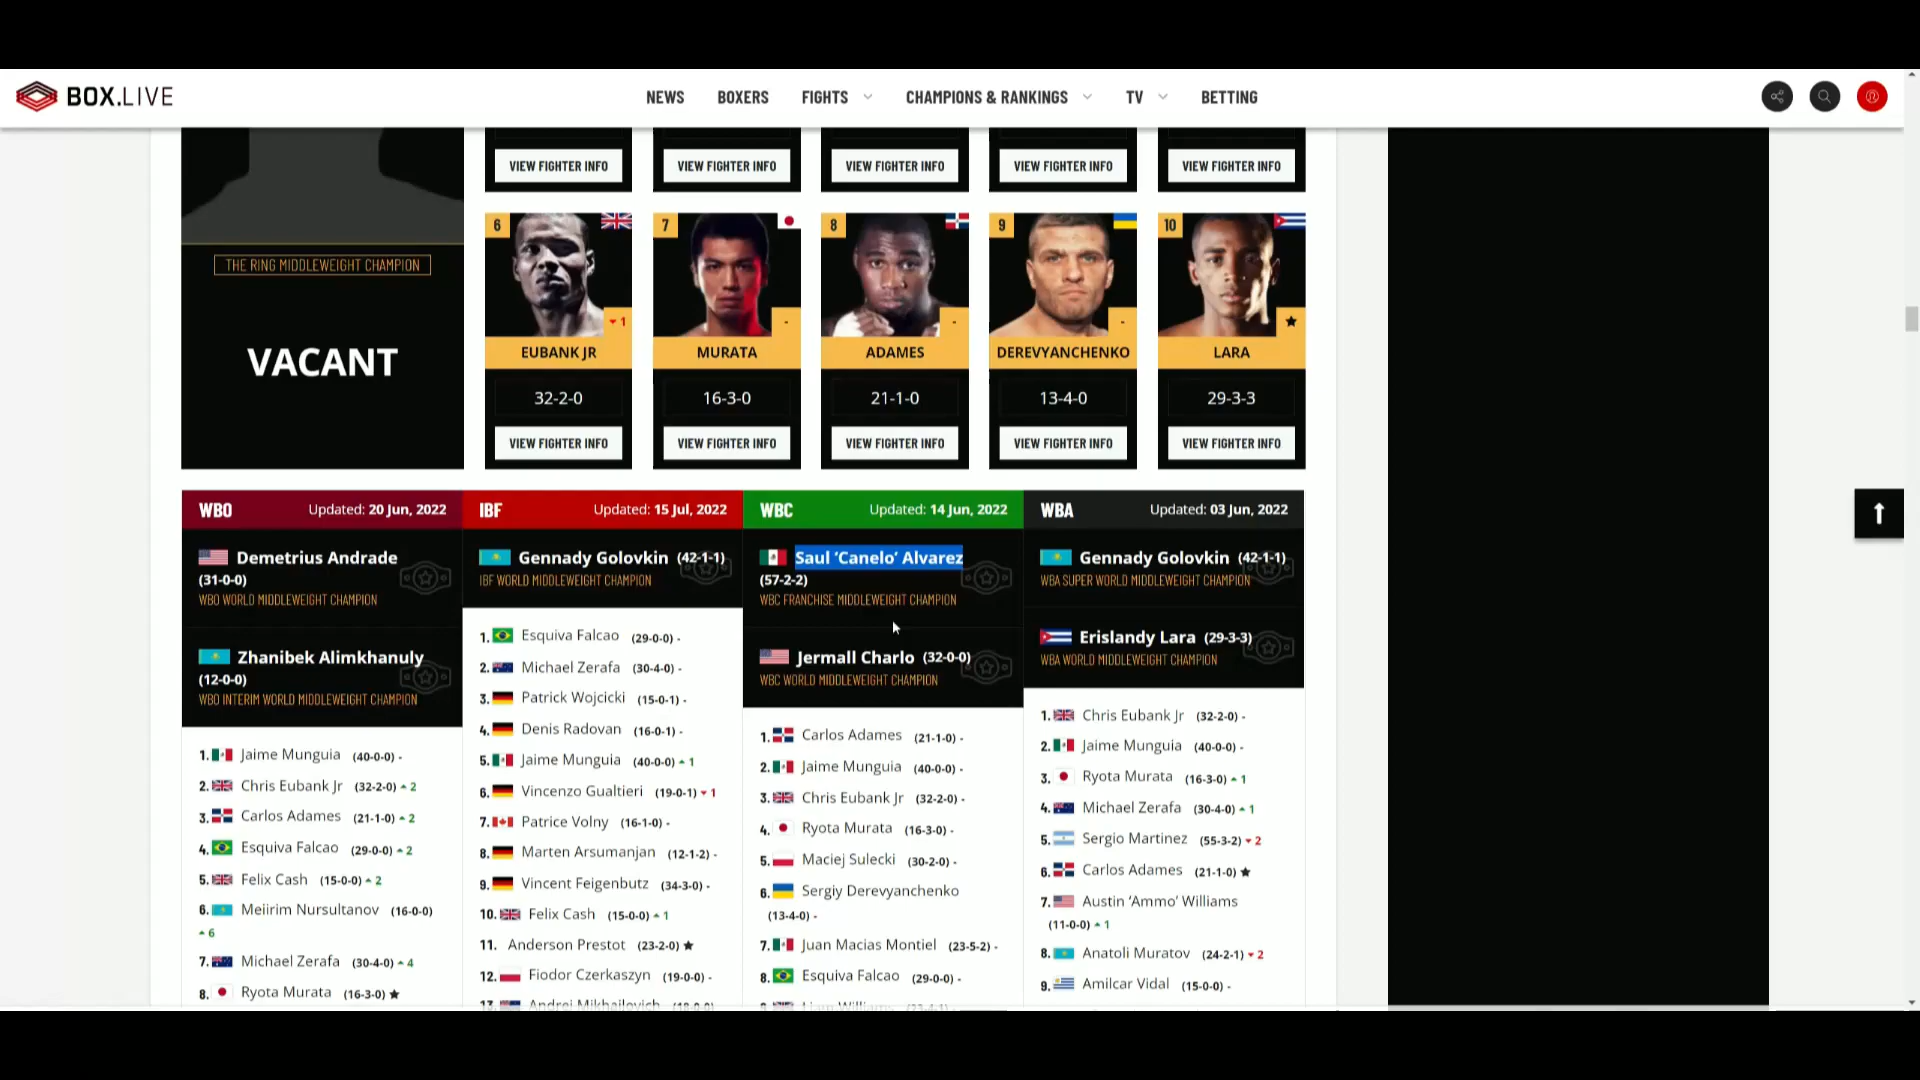 BOX.LIVE
NEWS BOXERS FIGHTS CHAMPIONS & RANKINGS TV BETTING
VIEW FIGHTER INFO VIEW FIGHTER INFO VIEW FIGHTER INFO VIEW FIGHTER INFO VIEW FIGHTER INFO
THE RING MIDDLEWEIGHT CHAMPION
VACANT
6 7 8 9 10
1 - - -
EUBANK JR MURATA ADAMES DEREVYANCHENKO LARA
32-2-0 16-3-0 21-1-0 13-4-0 29-3-3
VIEW FIGHTER INFO VIEW FIGHTER INFO VIEW FIGHTER INFO VIEW FIGHTER INFO VIEW FIGHTER INFO
WBO Updated: 20 Jun, 2022
Demetrius Andrade
(31-0-0)
WBO WORLD MIDDLEWEIGHT CHAMPION
Zhanibek Alimkhanuly
(12-0-0)
WBO INTERIM WORLD MIDDLEWEIGHT CHAMPION
1. Jaime Munguia (40-0-0) -
2. Chris Eubank Jr (32-2-0) 2
3. Carlos Adames (21-1-0) 2
4. Esquiva Falcao (29-0-0) 2
5. Felix Cash (15-0-0) 2
6. Meiirim Nursultanov (16-0-0)
6
7. Michael Zerafa (30-4-0) 4
8. Ryota Murata (16-3-0) ★
IBF Updated: 15 Jul, 2022
Gennady Golovkin (42-1-1)
IBF WORLD MIDDLEWEIGHT CHAMPION
1. Esquiva Falcao (29-0-0) -
2. Michael Zerafa (30-4-0) -
3. Patrick Wojcicki (15-0-1) -
4. Denis Radovan (16-0-1) -
5. Jaime Munguia (40-0-0) 1
6. Vincenzo Gualtieri (19-0-1) 1
7. Patrice Volny (16-1-0) -
8. Marten Arsumanjan (12-1-2) -
9. Vincent Feigenbutz (34-3-0) -
10. Felix Cash (15-0-0) 1
11. Anderson Prestot (23-2-0) ★
12. Fiodor Czerkaszyn (19-0-0) -
13. Andrei Mikhailovich (18-0-0)
WBC Updated: 14 Jun, 2022
Saul ‘Canelo’ Alvarez
(57-2-2)
WBC FRANCHISE MIDDLEWEIGHT CHAMPION
Jermall Charlo (32-0-0)
WBC WORLD MIDDLEWEIGHT CHAMPION
1. Carlos Adames (21-1-0) -
2. Jaime Munguia (40-0-0) -
3. Chris Eubank Jr (32-2-0) -
4. Ryota Murata (16-3-0) -
5. Maciej Sulecki (30-2-0) -
6. Sergiy Derevyanchenko
(13-4-0) -
7. Juan Macias Montiel (23-5-2) -
8. Esquiva Falcao (29-0-0) -
9. Liam Williams
WBA Updated: 03 Jun, 2022
Gennady Golovkin (42-1-1)
WBA SUPER WORLD MIDDLEWEIGHT CHAMPION
Erislandy Lara (29-3-3)
WBA WORLD MIDDLEWEIGHT CHAMPION
1. Chris Eubank Jr (32-2-0) -
2. Jaime Munguia (40-0-0) -
3. Ryota Murata (16-3-0) 1
4. Michael Zerafa (30-4-0) 1
5. Sergio Martinez (55-3-2) 2
6. Carlos Adames (21-1-0) ★
7. Austin ‘Ammo’ Williams
(11-0-0) 1
8. Anatoli Muratov (24-2-1) 2
9. Amilcar Vidal (15-0-0) -